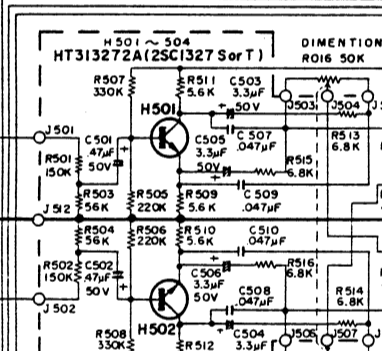 H501 ~ 504
HT313272A(2SC1327 S or T)
DIMENTION
RO16 50K
R507
330K
R511
5.6K
C503
3.3µF
50V
J503
J504
H501
J501
C501
.47µF
50V
C505
3.3µF
50V
C507
.047µF
R513
6.8K
R501
150K
R515
6.8K
R503
56K
R505
220K
R509
5.6K
C509
.047µF
J512
R504
56K
R506
220K
R510
5.6K
C510
.047µF
R502
150K
C502
.47µF
50V
C506
3.3µF
50V
R516
6.8K
C508
.047µF
R514
6.8K
J502
H502
R508
330K
R512
C504
3.3µF
J506
J507